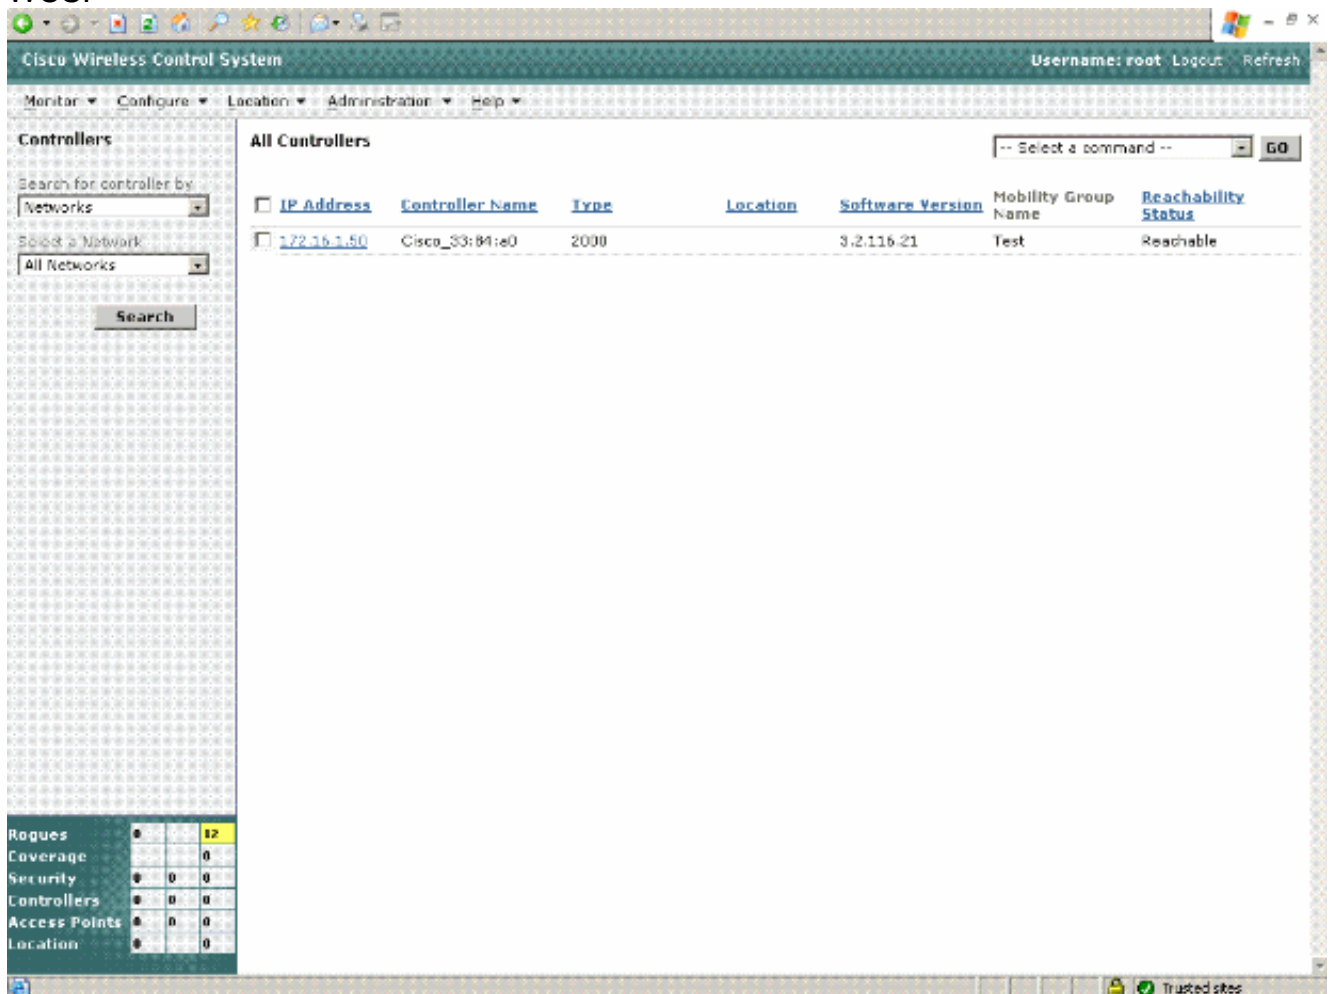 Cisco Wireless Control System
Username: root Logout Refresh
Monitor Configure Location Administration Help
Controllers
Search for controller by
Networks
Select a Network
All Networks
Search
All Controllers
-- Select a command -- GO
IP Address Controller Name Type Location Software Version Mobility Group Name Reachability Status
172.16.1.50 2000 3.2.116.21 Test Reachable
Rogues 0 12
Coverage 0
Security 0 0 0
Controllers 0 0 0
Access Points 0 0 0
Location 0 0
Trusted sites